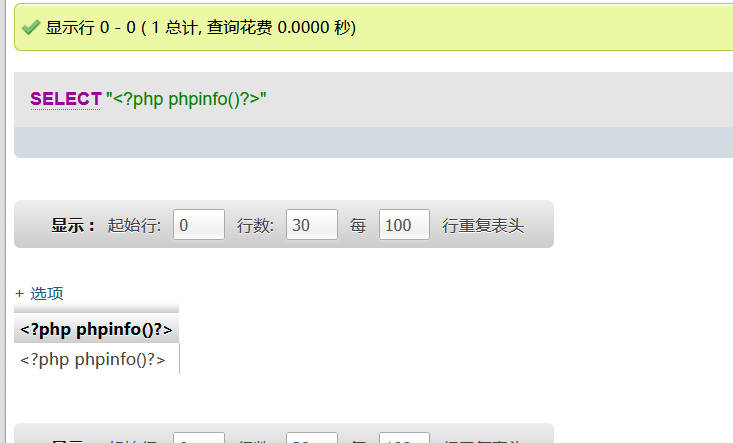 显示行 0 - 0 ( 1 总计, 查询花费 0.0000 秒)
SELECT "<?php phpinfo()?>"
显示： 起始行: 0 行数: 30 每 100 行重复表头
+ 选项
<?php phpinfo()?>
<?php phpinfo()?>